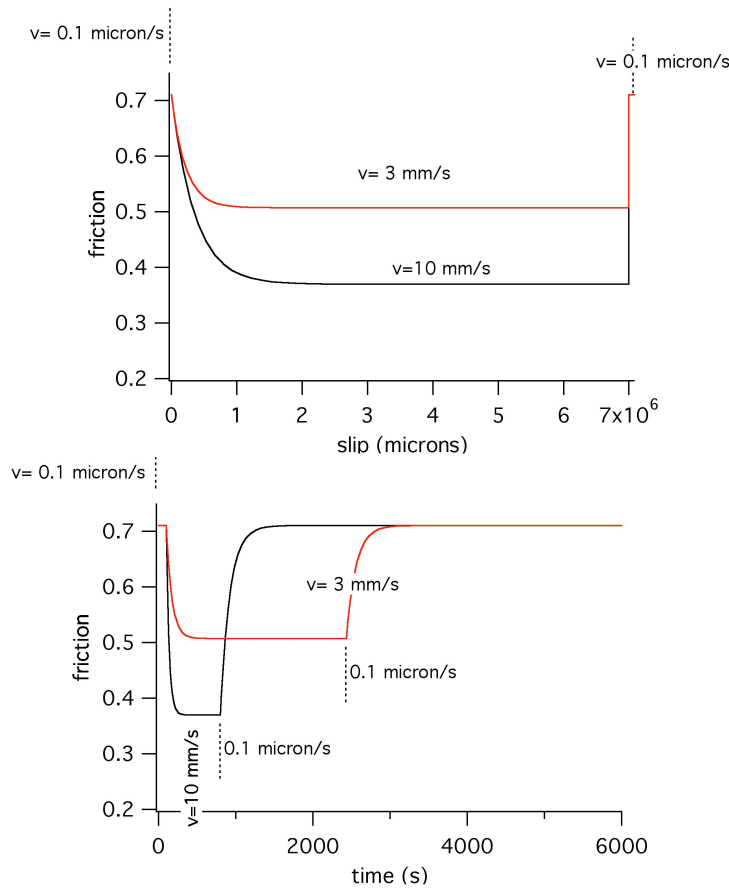 v= 0.1 micron/s
v= 0.1 micron/s
0.7
0.6
0.5
0.4
0.3
0.2
friction
v= 3 mm/s
v=10 mm/s
0 1 2 3 4 5 6 7x10^6
slip (microns)
v= 0.1 micron/s
0.7
0.6
0.5
0.4
0.3
0.2
friction
v= 3 mm/s
0.1 micron/s
0.1 micron/s
v=10 mm/s
0 2000 4000 6000
time (s)